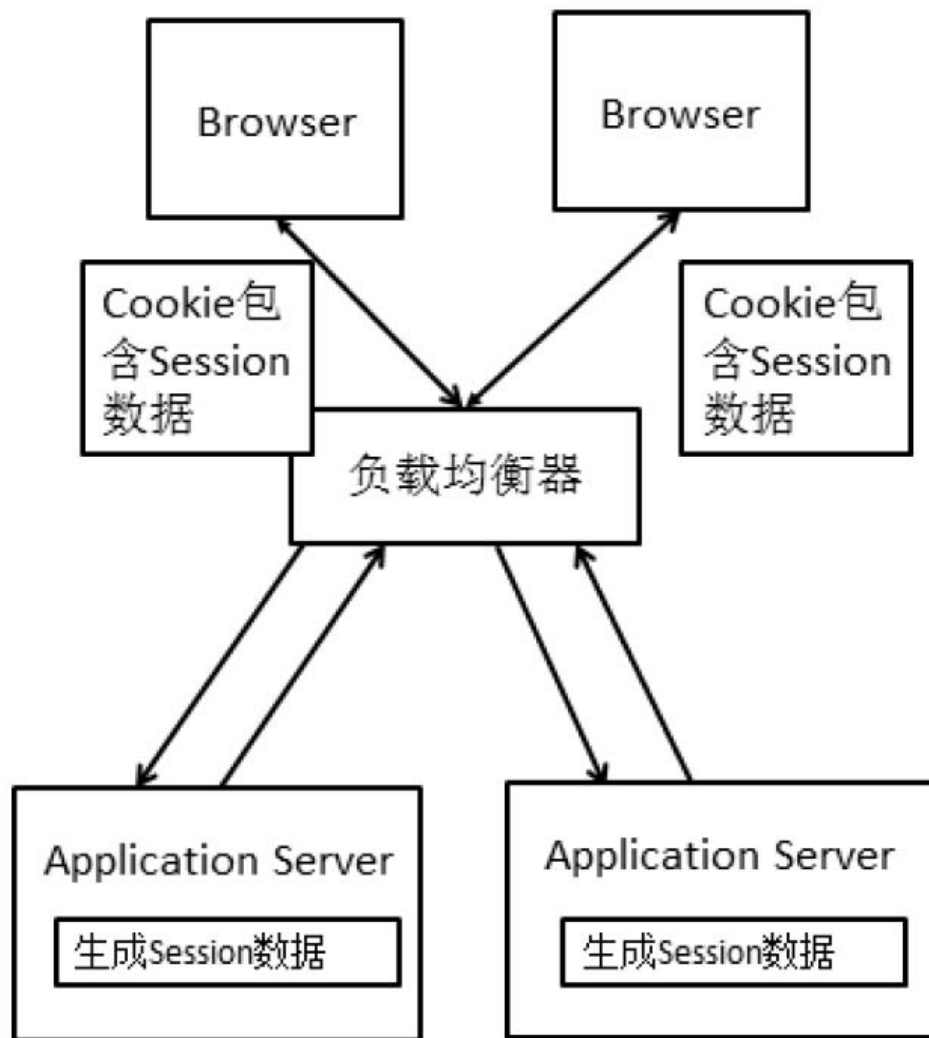 Browser
Browser
Cookie包
含Session
数据
Cookie包
含Session
数据
负载均衡器
Application Server
Application Server
生成Session数据
生成Session数据